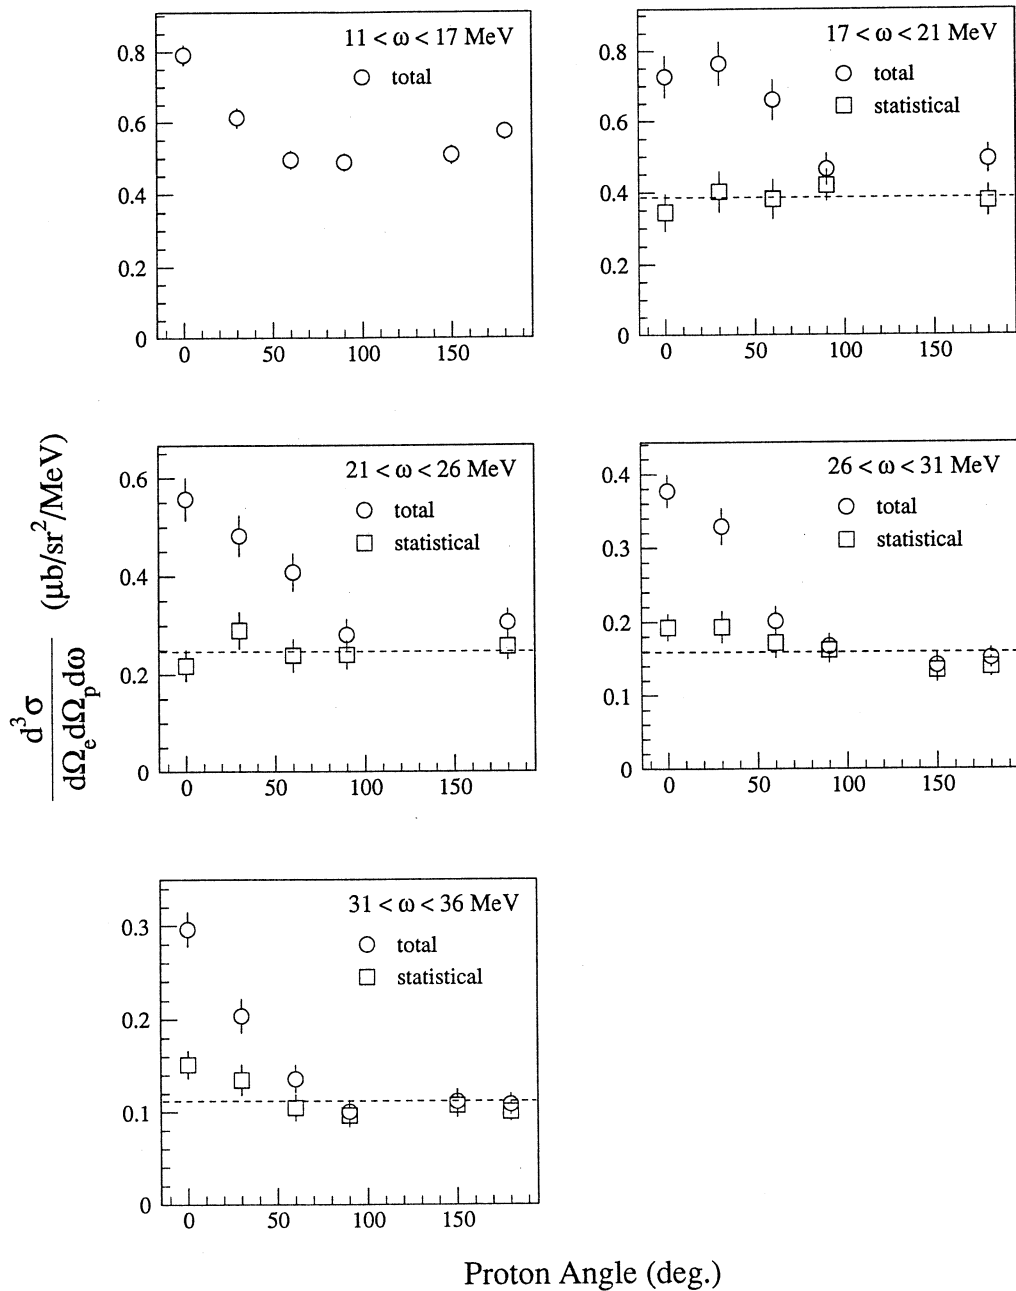 11 < ω < 17 MeV
total
0.8
0.6
0.4
0.2
0
0 50 100 150
17 < ω < 21 MeV
total
statistical
0.8
0.6
0.4
0.2
0
0 50 100 150
21 < ω < 26 MeV
total
statistical
0.6
0.4
0.2
0
0 50 100 150
26 < ω < 31 MeV
total
statistical
0.4
0.3
0.2
0.1
0
0 50 100 150
31 < ω < 36 MeV
total
statistical
0.3
0.2
0.1
0
0 50 100 150
d³σ
dΩₑdΩₚdω
(μb/sr²/MeV)
Proton Angle (deg.)